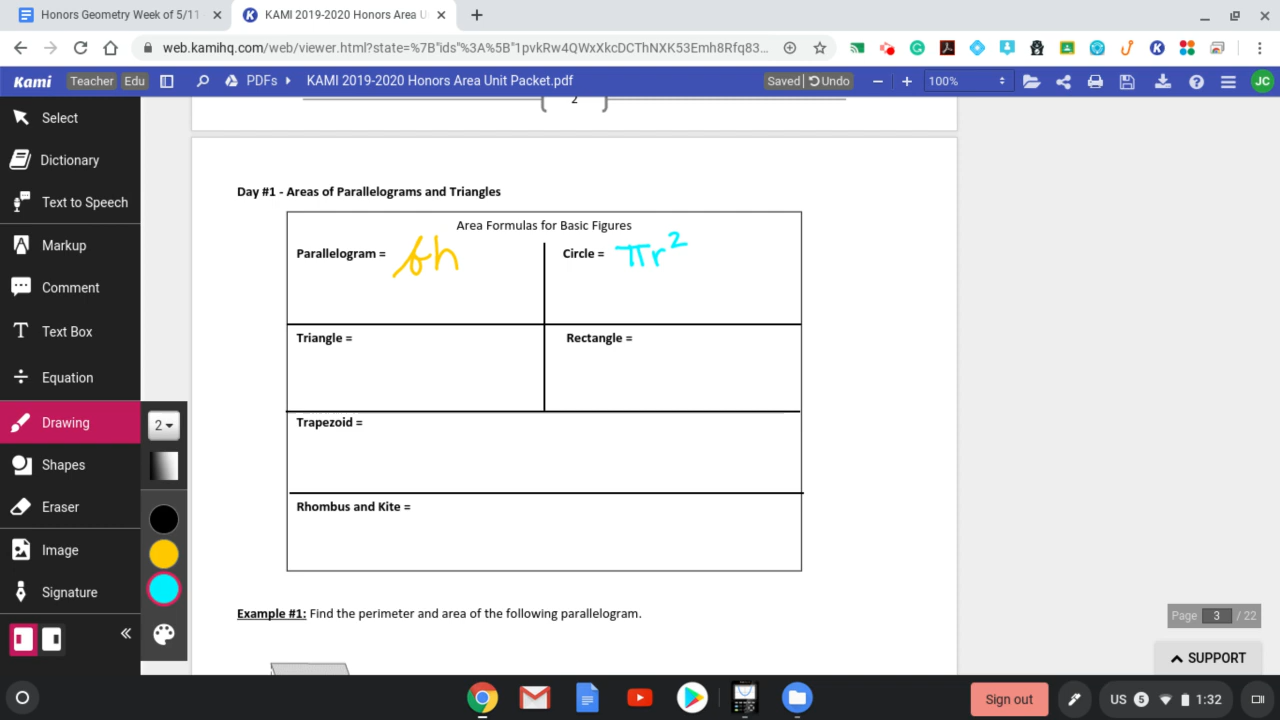 Honors Geometry Week of 5/11
KAMI 2019-2020 Honors Area U
web.kamihq.com/web/viewer.html?state=%7B"ids"%3A%5B"1pvkRw4QWxXkcDCThNXK53Emh8Rfq83...
Kami Teacher Edu PDFs KAMI 2019-2020 Honors Area Unit Packet.pdf Saved Undo 100% JC
Select
Dictionary
Text to Speech
Markup
Comment
Text Box
Equation
Drawing
2
Shapes
Eraser
Image
Signature
2
Day #1 - Areas of Parallelograms and Triangles
Area Formulas for Basic Figures
Parallelogram = bh
Circle = πr²
Triangle =
Rectangle =
Trapezoid =
Rhombus and Kite =
Example #1: Find the perimeter and area of the following parallelogram.
Page 3 / 22
SUPPORT
Sign out
US 5 1:32